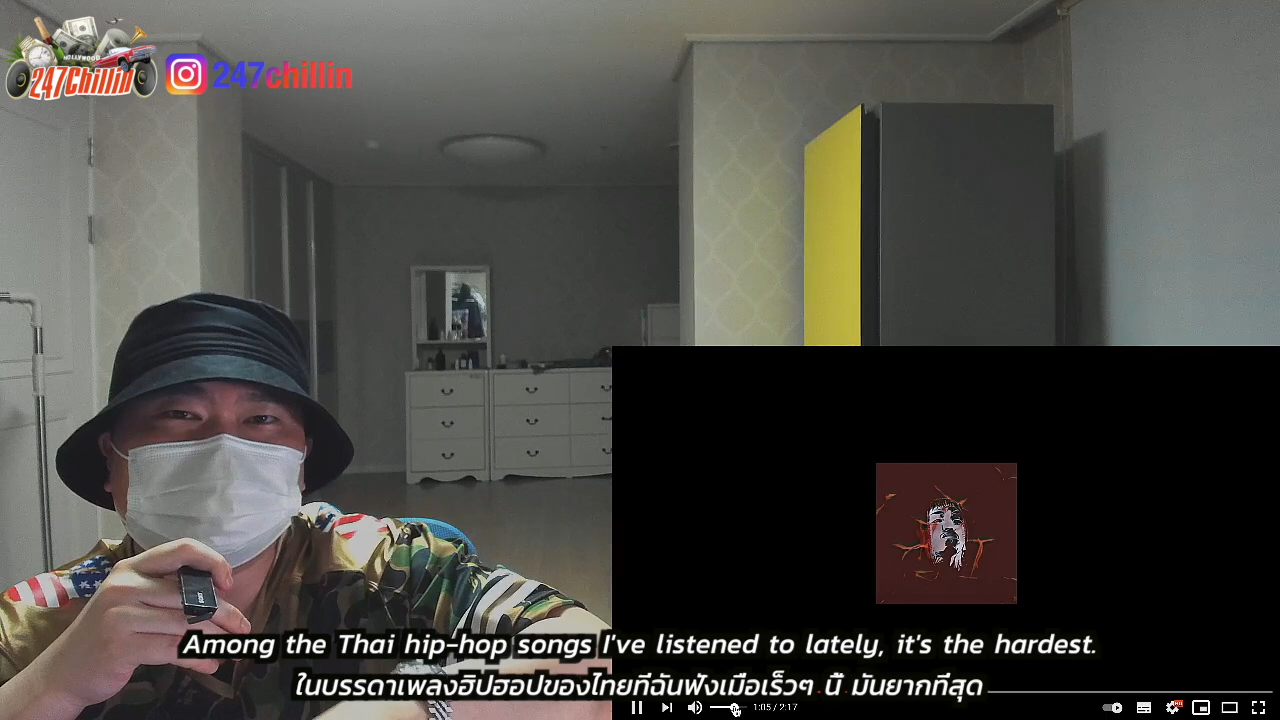 HOLLYWOOD
247Chillin
247chillin
Among the Thai hip-hop songs I've listened to lately, it's the hardest.
ในบรรดาเพลงฮิปฮอปของไทยที่ฉันฟังเมื่อเร็วๆ นี้ มันยากที่สุด
1:05 / 2:17